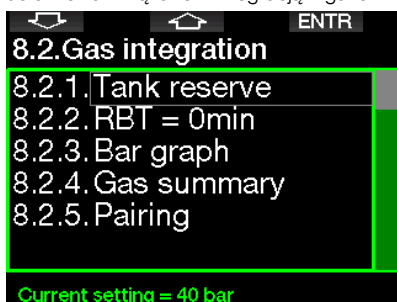 ENTR
8.2.Gas integration
8.2.1. Tank reserve
8.2.2. RBT = 0min
8.2.3. Bar graph
8.2.4. Gas summary
8.2.5. Pairing
Current setting = 40 bar